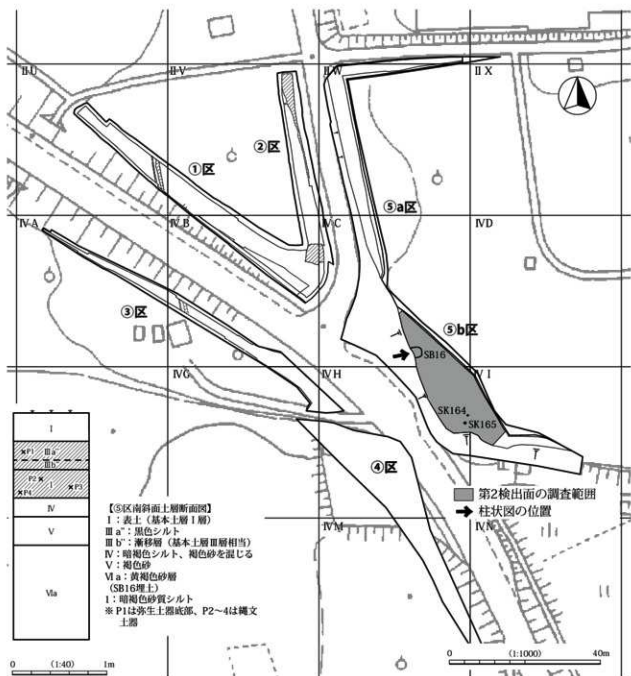 ⅡU
ⅡV
ⅡW
ⅡX
②区
①区
⑤a区
ⅣA
ⅣB
ⅣC
ⅣD
③区
⑤b区
SB16
ⅣG
ⅣH
ⅣI
SK164
SK165
④区
第2検出面の調査範囲
柱状図の位置
ⅣM
ⅣN
Ⅰ
P1
Ⅲa"
Ⅲb"
P2
1
P3
P4
Ⅳ
Ⅴ
Ⅵa
【⑤区南斜面土層断面図】
Ⅰ：表土（基本土層Ⅰ層）
Ⅲa"：黒色シルト
Ⅲb"：漸移層（基本土層Ⅲ層相当）
Ⅳ：暗褐色シルト、褐色砂を混じる
Ⅴ：褐色砂
Ⅵa：黄褐色砂層
（SB16埋土）
1：暗褐色砂質シルト
※ P1は弥生土器底部、P2～4は縄文
土器
0 (1:40) 1m
0 (1:1000) 40m